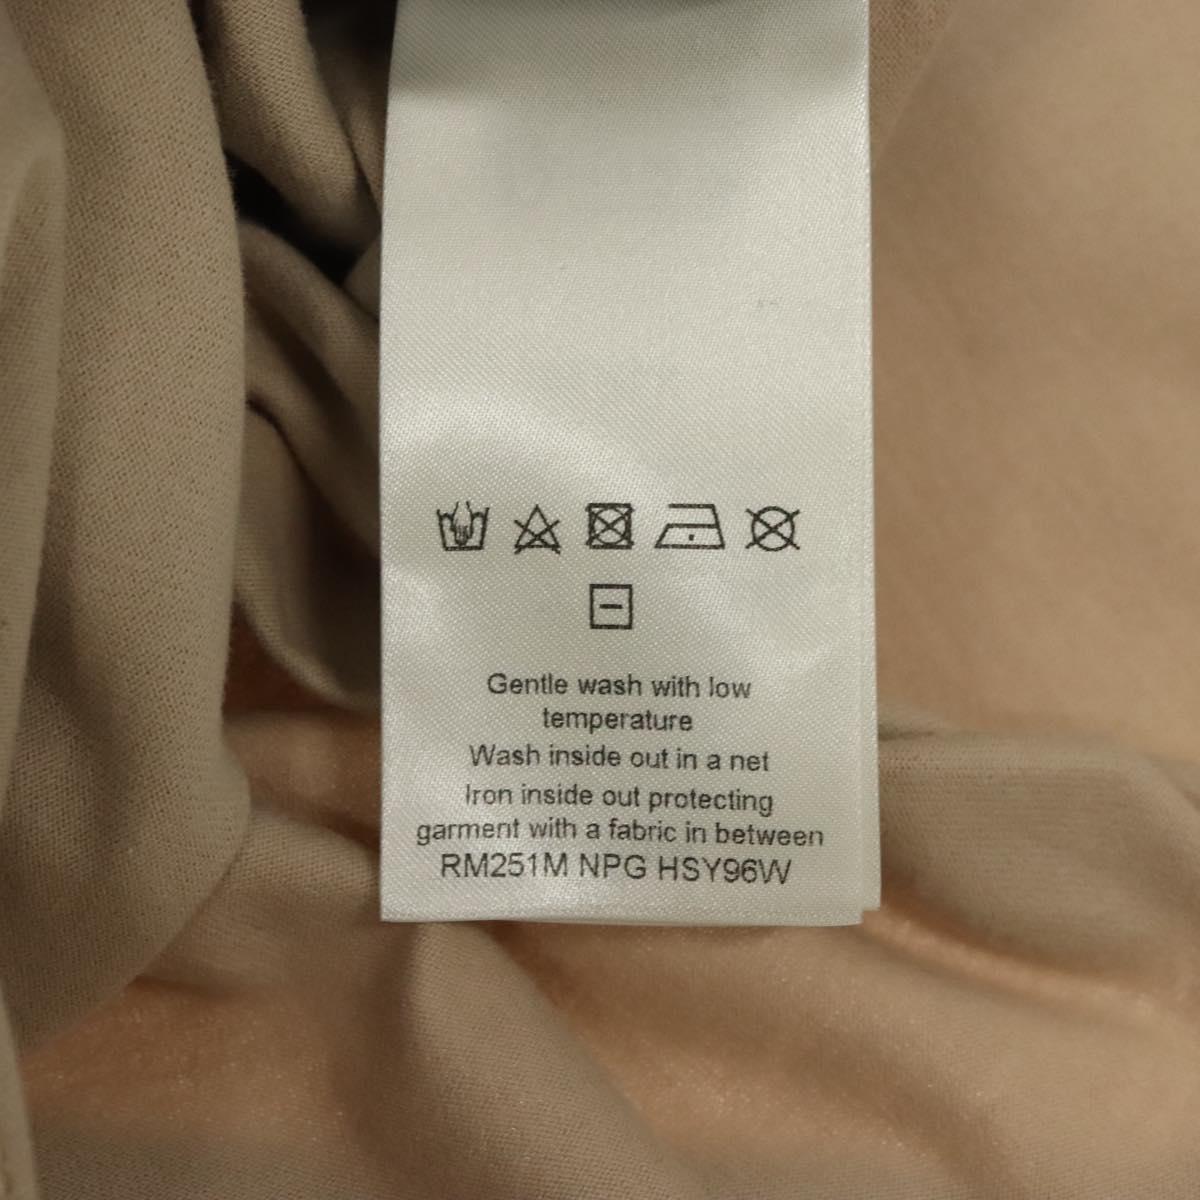 Gentle wash with low
temperature
Wash inside out in a net
Iron inside out protecting
garment with a fabric in between
RM251M NPG HSY96W